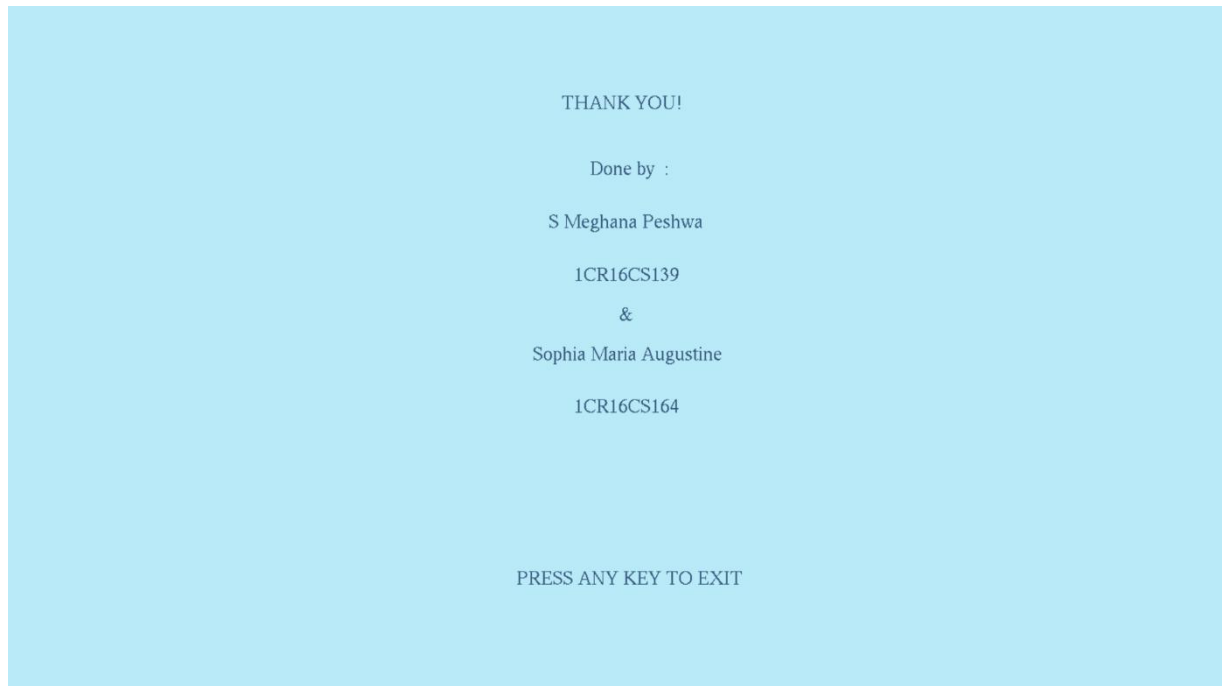 THANK YOU!
Done by :
S Meghana Peshwa
1CR16CS139
&
Sophia Maria Augustine
1CR16CS164
PRESS ANY KEY TO EXIT